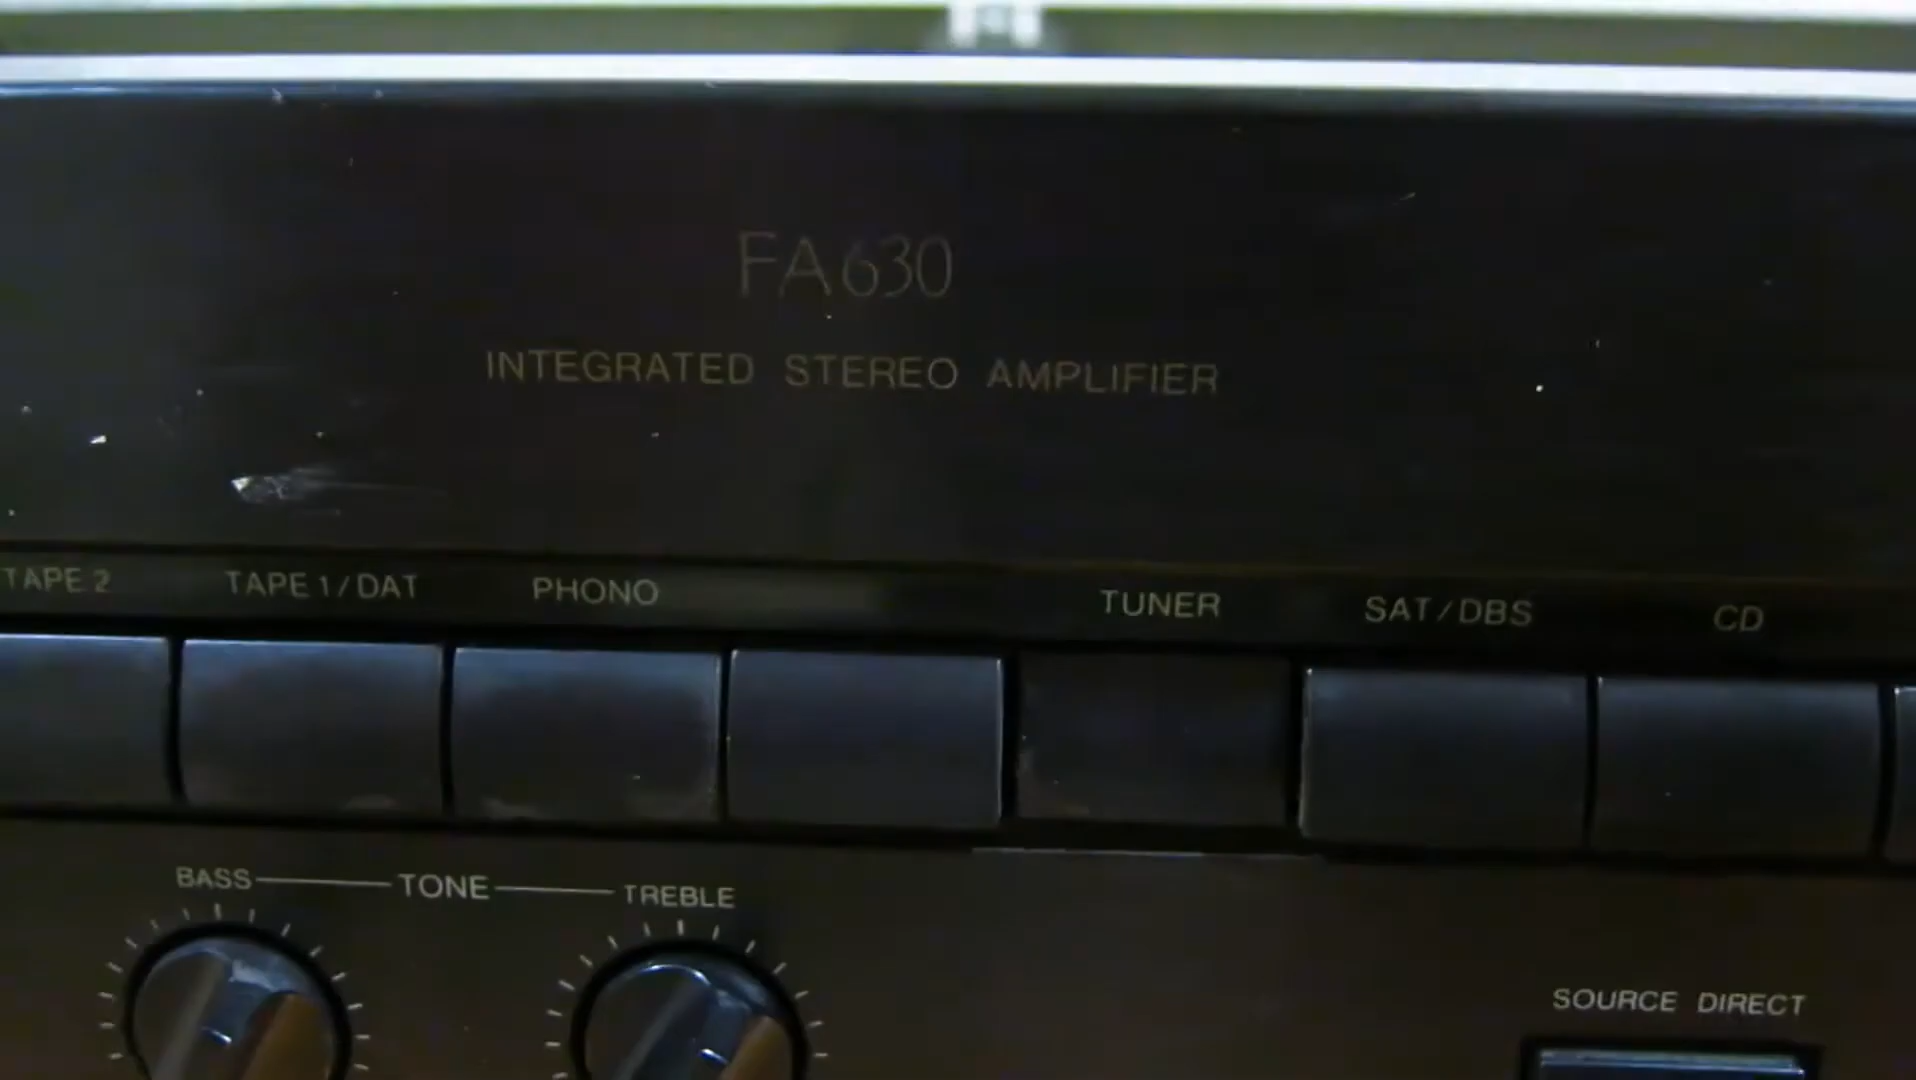 FA630
INTEGRATED STEREO AMPLIFIER
TAPE 2 TAPE 1/DAT PHONO TUNER SAT/DBS CD
BASS TONE TREBLE
SOURCE DIRECT